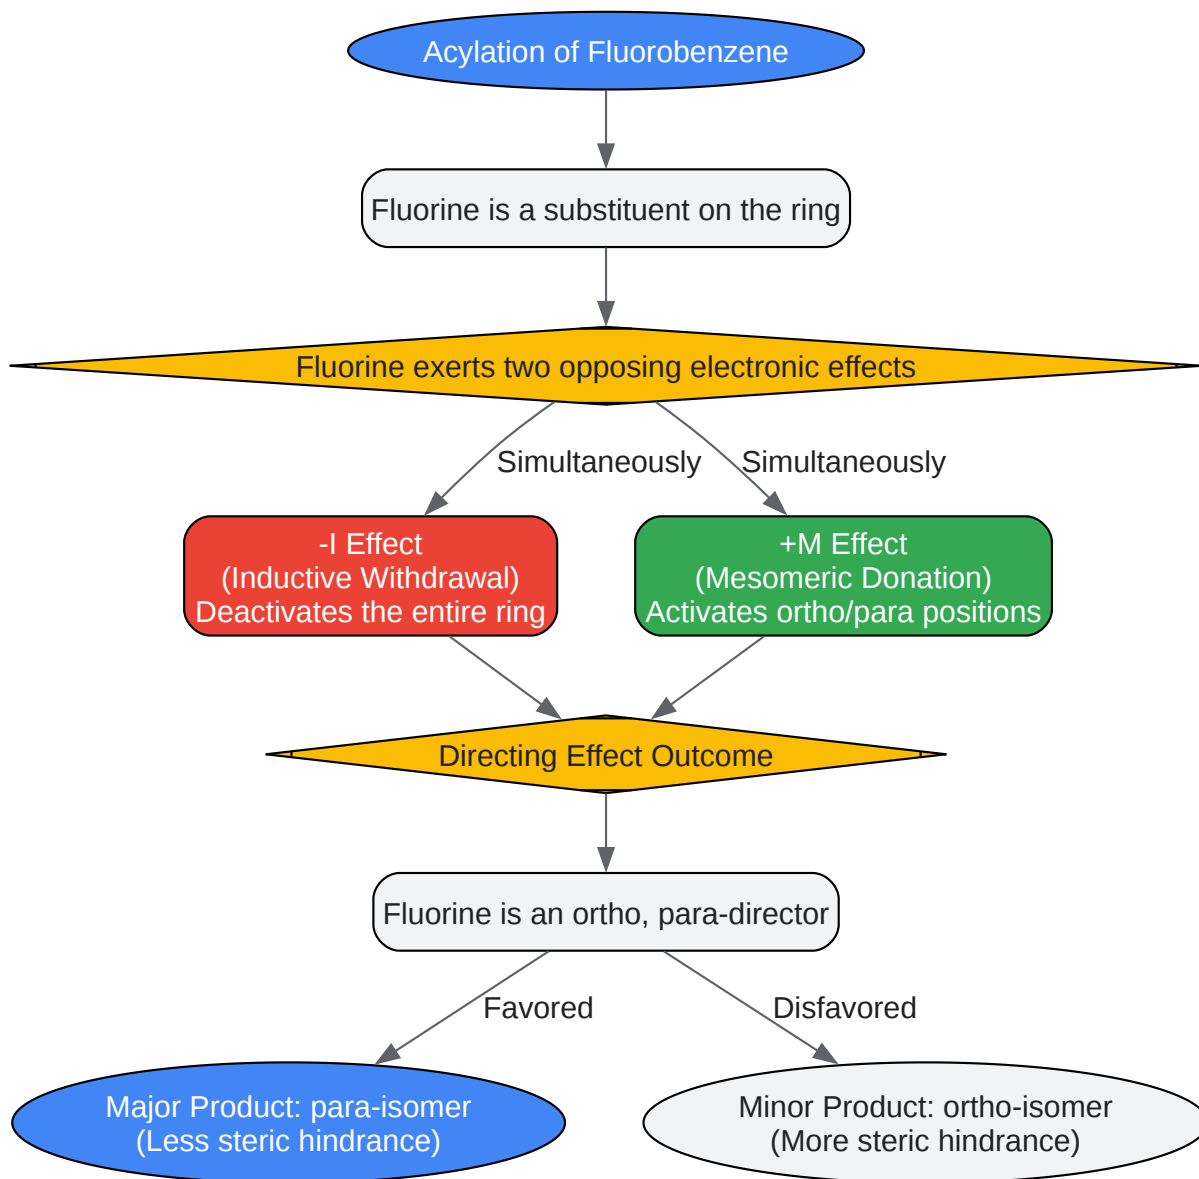 Acylation of Fluorobenzene
Fluorine is a substituent on the ring
Fluorine exerts two opposing electronic effects
Simultaneously
Simultaneously
-I Effect
(Inductive Withdrawal)
Deactivates the entire ring
+M Effect
(Mesomeric Donation)
Activates ortho/para positions
Directing Effect Outcome
Fluorine is an ortho, para-director
Favored
Disfavored
Major Product: para-isomer
(Less steric hindrance)
Minor Product: ortho-isomer
(More steric hindrance)